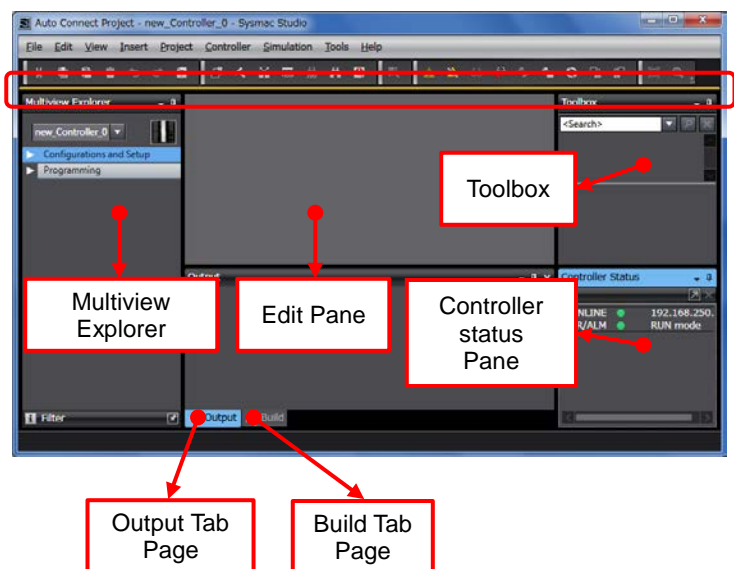 Auto Connect Project - new_Controller_0 - Sysmac Studio
File Edit View Insert Project Controller Simulation Tools Help
Multiview Explorer
Toolbox
new_Controller_0
<Search>
Configurations and Setup
Programming
Toolbox
Output
Controller Status
Multiview
Explorer
Edit Pane
Controller
status
Pane
NLINE 192.168.250.
R/ALM RUN mode
Filter
Output
Build
Output Tab
Page
Build Tab
Page